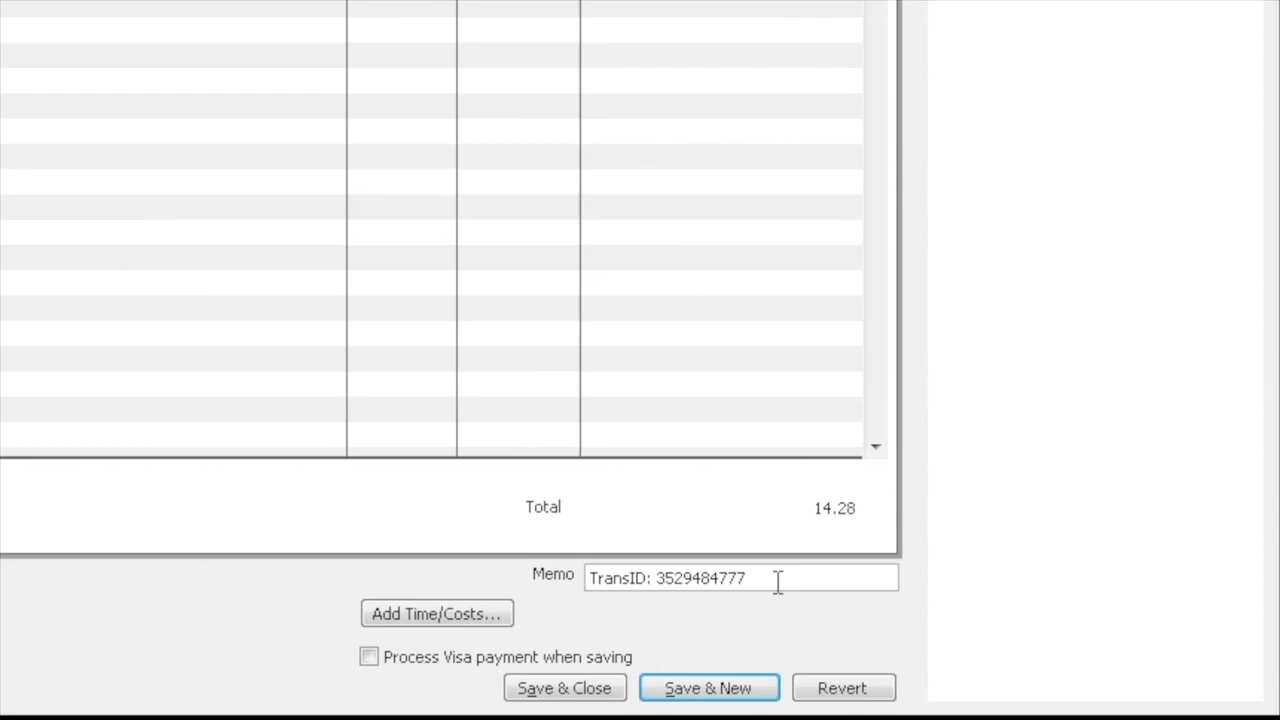 Total 14.28
Memo TransID: 3529484777
Add Time/Costs...
Process Visa payment when saving
Save & Close Save & New Revert